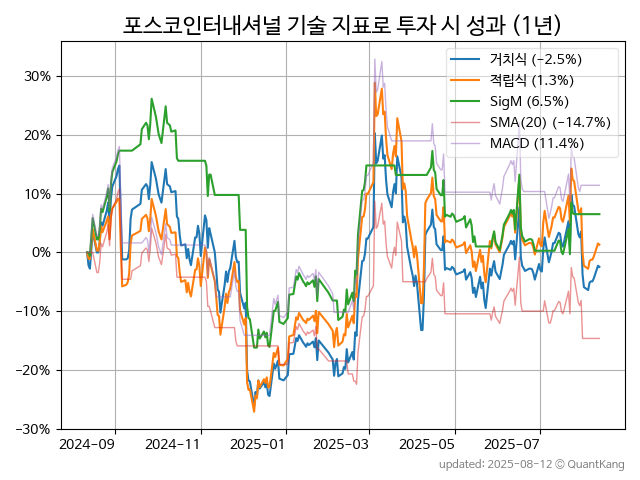 포스코인터내셔널 기술 지표로 투자 시 성과 (1년)
거치식 (-2.5%)
적립식 (1.3%)
SigM (6.5%)
SMA(20) (-14.7%)
MACD (11.4%)
30%
20%
10%
0%
-10%
-20%
-30%
2024-09 2024-11 2025-01 2025-03 2025-05 2025-07
updated: 2025-08-12 © QuantKang